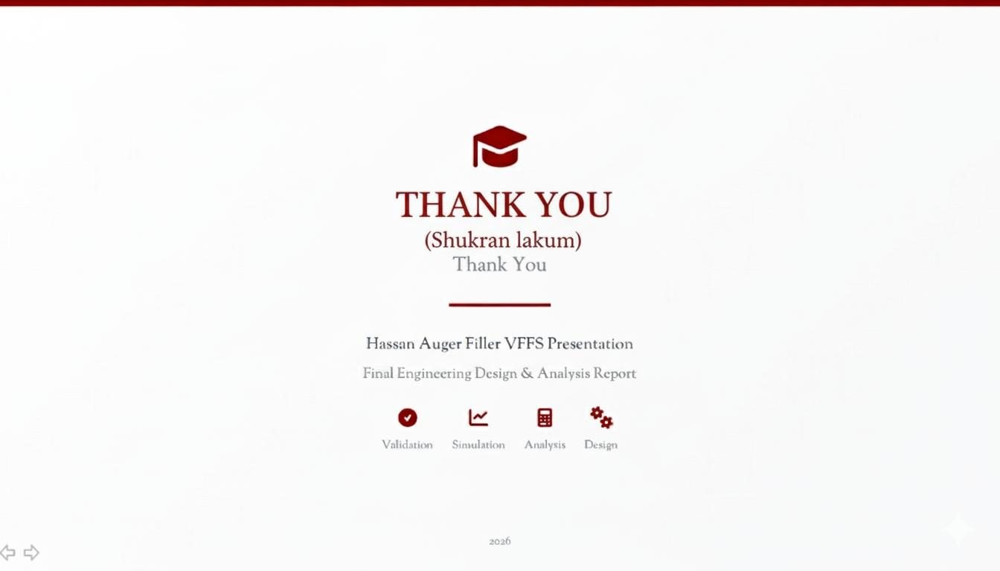 THANK YOU
(Shukran lakum)
Thank You
Hassan Auger Filler VFFS Presentation
Final Engineering Design & Analysis Report
Validation Simulation Analysis Design
2026